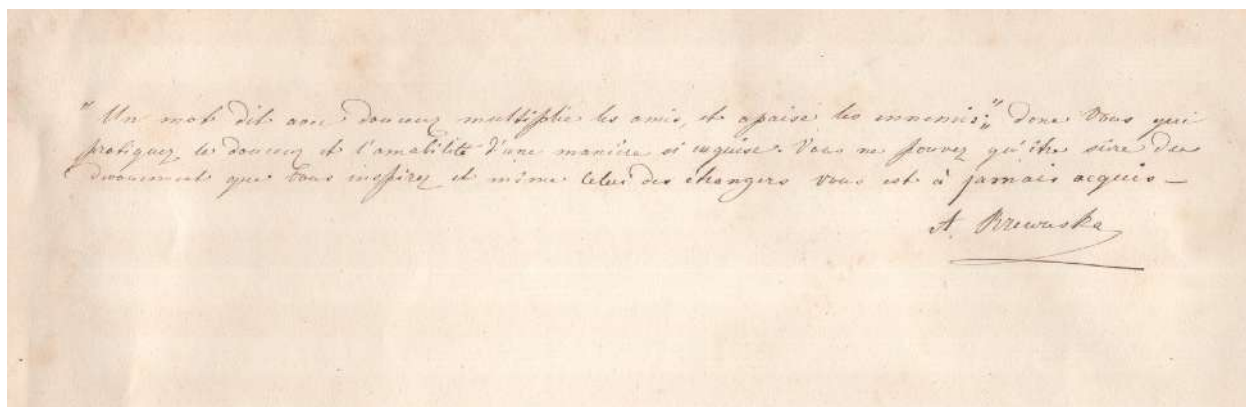 "Un mot dit avec douceur multiplie les amis, et apaise les ennemis;" donc Vous qui
pratiquez la douceur et l'amabilité d'une manière si exquise. Vous ne pouvez qu'être sûre du
dévouement que Vous inspirez et même celui des étrangers Vous est à jamais acquis —
A. Rzewuska